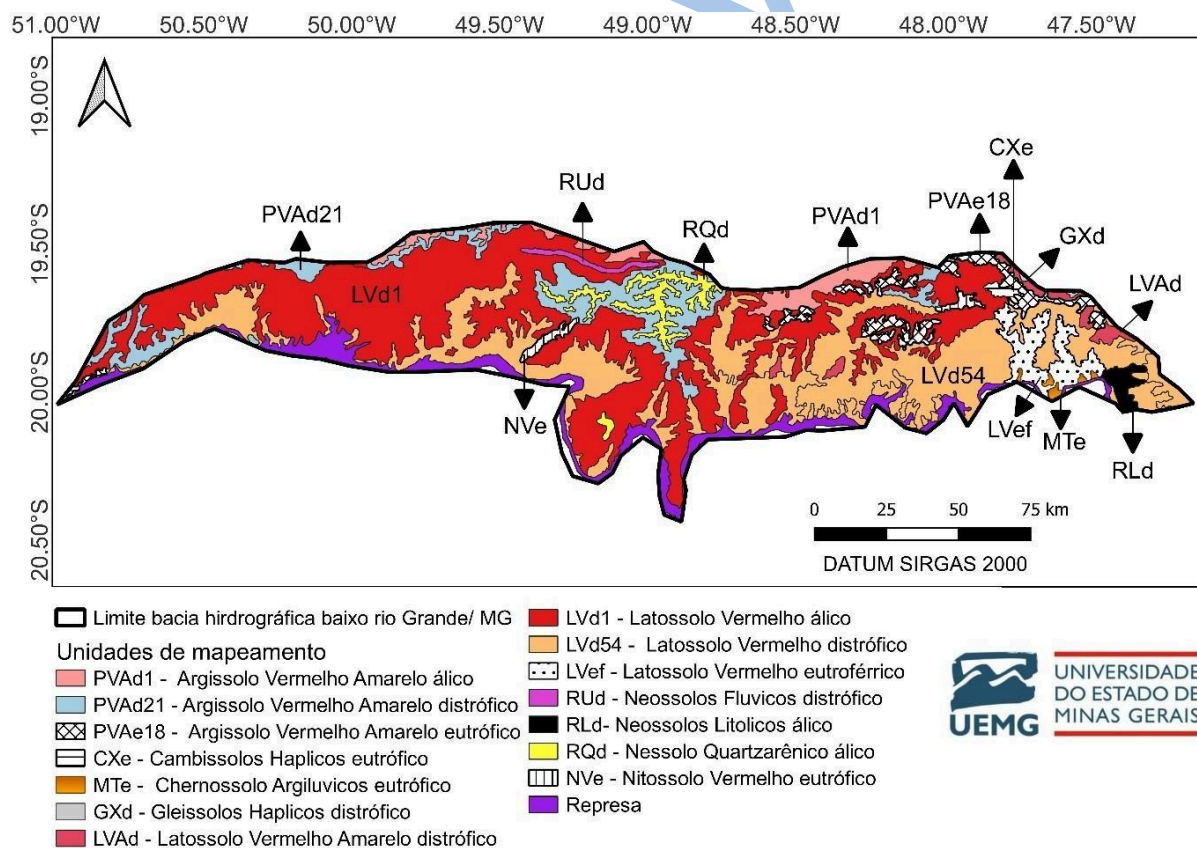 51.00°W 50.50°W 50.00°W 49.50°W 49.00°W 48.50°W 48.00°W 47.50°W
19.00°S
19.50°S
20.00°S
20.50°S
CXe
RUd
PVAe18
PVAd21
RQd
PVAd1
GXd
LVAd
LVd1
LVd54
NVe
LVef
MTe
RLd
0 25 50 75 km
DATUM SIRGAS 2000
Limite bacia hirdrográfica baixo rio Grande/ MG
Unidades de mapeamento
PVAd1 - Argissolo Vermelho Amarelo álico
PVAd21 - Argissolo Vermelho Amarelo distrófico
PVAe18 - Argissolo Vermelho Amarelo eutrófico
CXe - Cambissolos Haplicos eutrófico
MTe - Chernossolo Argiluvicos eutrófico
GXd - Gleissolos Haplicos distrófico
LVAd - Latossolo Vermelho Amarelo distrófico
LVd1 - Latossolo Vermelho álico
LVd54 - Latossolo Vermelho distrófico
LVef - Latossolo Vermelho eutroférrico
RUd - Neossolos Fluvicos distrófico
RLd- Neossolos Litolicos álico
RQd - Nessolo Quartzarênico álico
NVe - Nitossolo Vermelho eutrófico
Represa
UEMG
UNIVERSIDADE
DO ESTADO DE
MINAS GERAIS